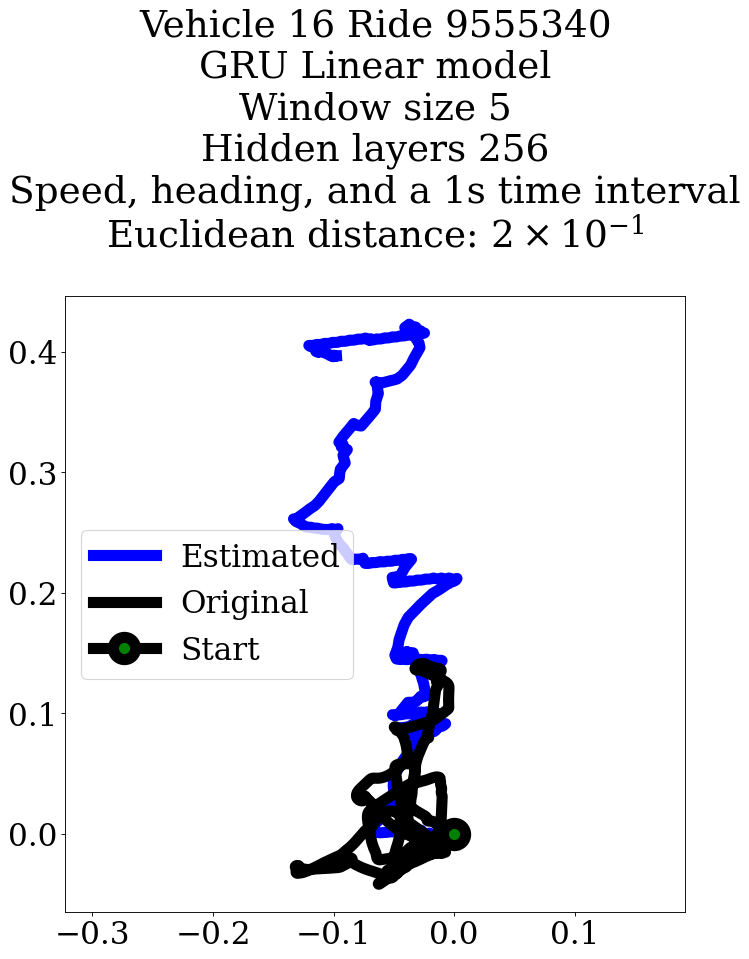 Vehicle 16 Ride 9555340
GRU Linear model
Window size 5
Hidden layers 256
Speed, heading, and a 1s time interval
Euclidean distance: 2 × 10⁻¹
0.4
0.3
0.2
0.1
0.0
Estimated
Original
Start
−0.3 −0.2 −0.1 0.0 0.1